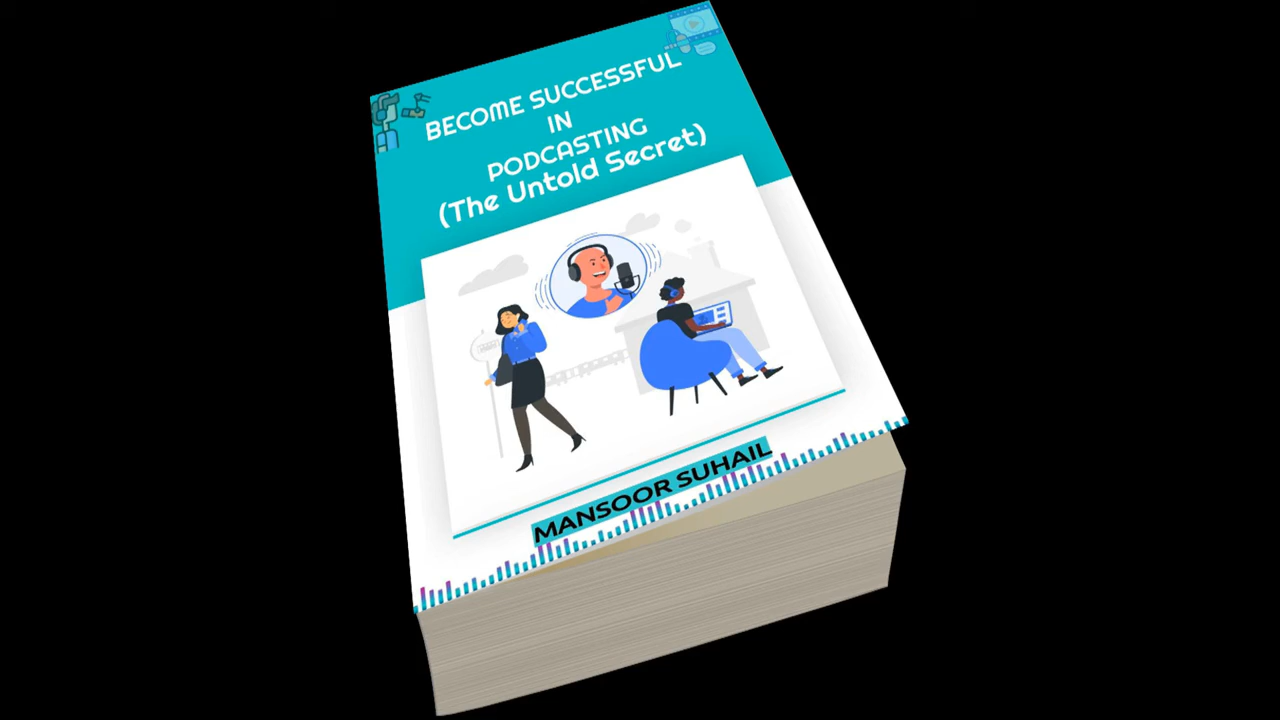 BECOME SUCCESSFUL
IN
PODCASTING
(The Untold Secret)
MANSOOR SUHAIL